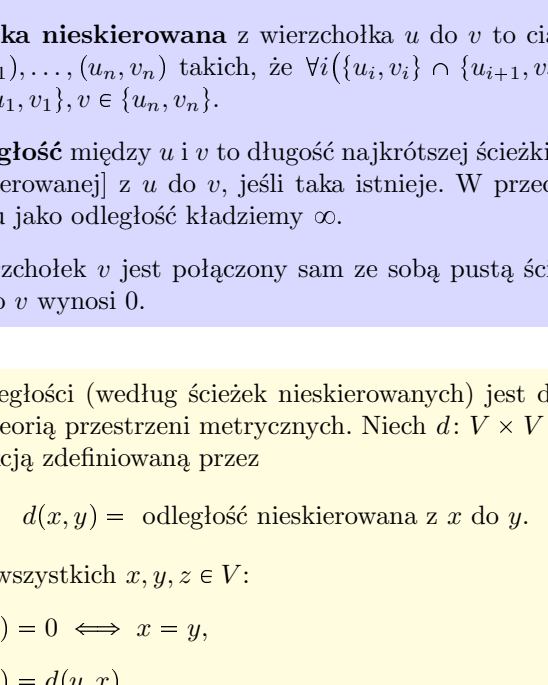 ka nieskierowana z wierzchołka u do v to cią
₁), . . . , (uₙ, vₙ) takich, że ∀i({uᵢ, vᵢ} ∩ {uᵢ₊₁, v
u₁, v₁}, v ∈ {uₙ, vₙ}.
głość między u i v to długość najkrótszej ścieżki
erowanej] z u do v, jeśli taka istnieje. W przec
u jako odległość kładziemy ∞.
zchołek v jest połączony sam ze sobą pustą ści
o v wynosi 0.
egłości (według ścieżek nieskierowanych) jest d
eorią przestrzeni metrycznych. Niech d: V × V
cją zdefiniowaną przez
d(x, y) = odległość nieskierowana z x do y.
wszystkich x, y, z ∈ V:
) = 0 ⟺ x = y,
) = d(y, x)